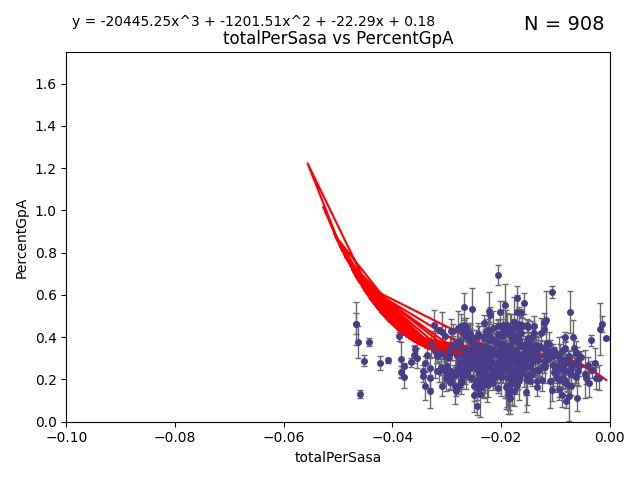 y = -20445.25x^3 + -1201.51x^2 + -22.29x + 0.18
N = 908
totalPerSasa vs PercentGpA
PercentGpA
1.6
1.4
1.2
1.0
0.8
0.6
0.4
0.2
0.0
−0.10 −0.08 −0.06 −0.04 −0.02 0.00
totalPerSasa